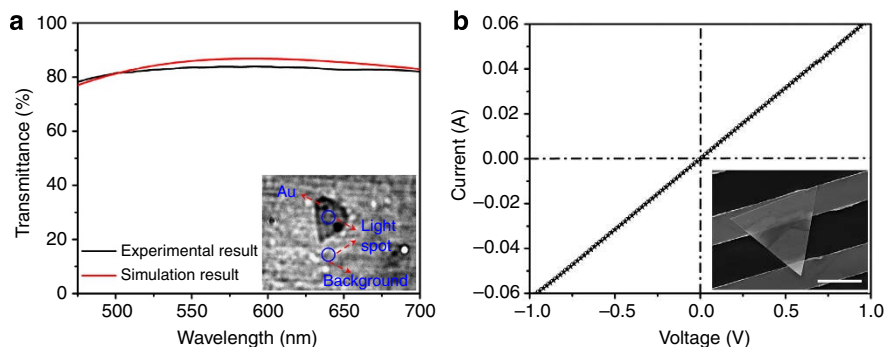 a
100
80
60
40
20
0
Transmittance (%)
500
550
600
650
700
Wavelength (nm)
Experimental result
Simulation result
Au
Light
spot
Background
b
0.06
0.04
0.02
0.00
−0.02
−0.04
−0.06
Current (A)
−1.0
−0.5
0.0
0.5
1.0
Voltage (V)